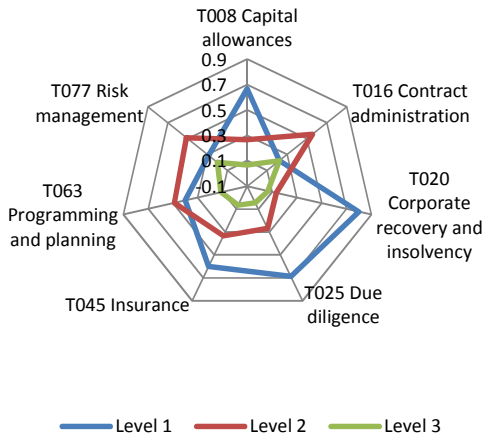 T008 Capital
allowances
0.9
0.7
0.5
0.3
0.1
-0.1
T077 Risk
management
T016 Contract
administration
T063
Programming
and planning
T020
Corporate
recovery and
insolvency
T045 Insurance
T025 Due
diligence
Level 1
Level 2
Level 3